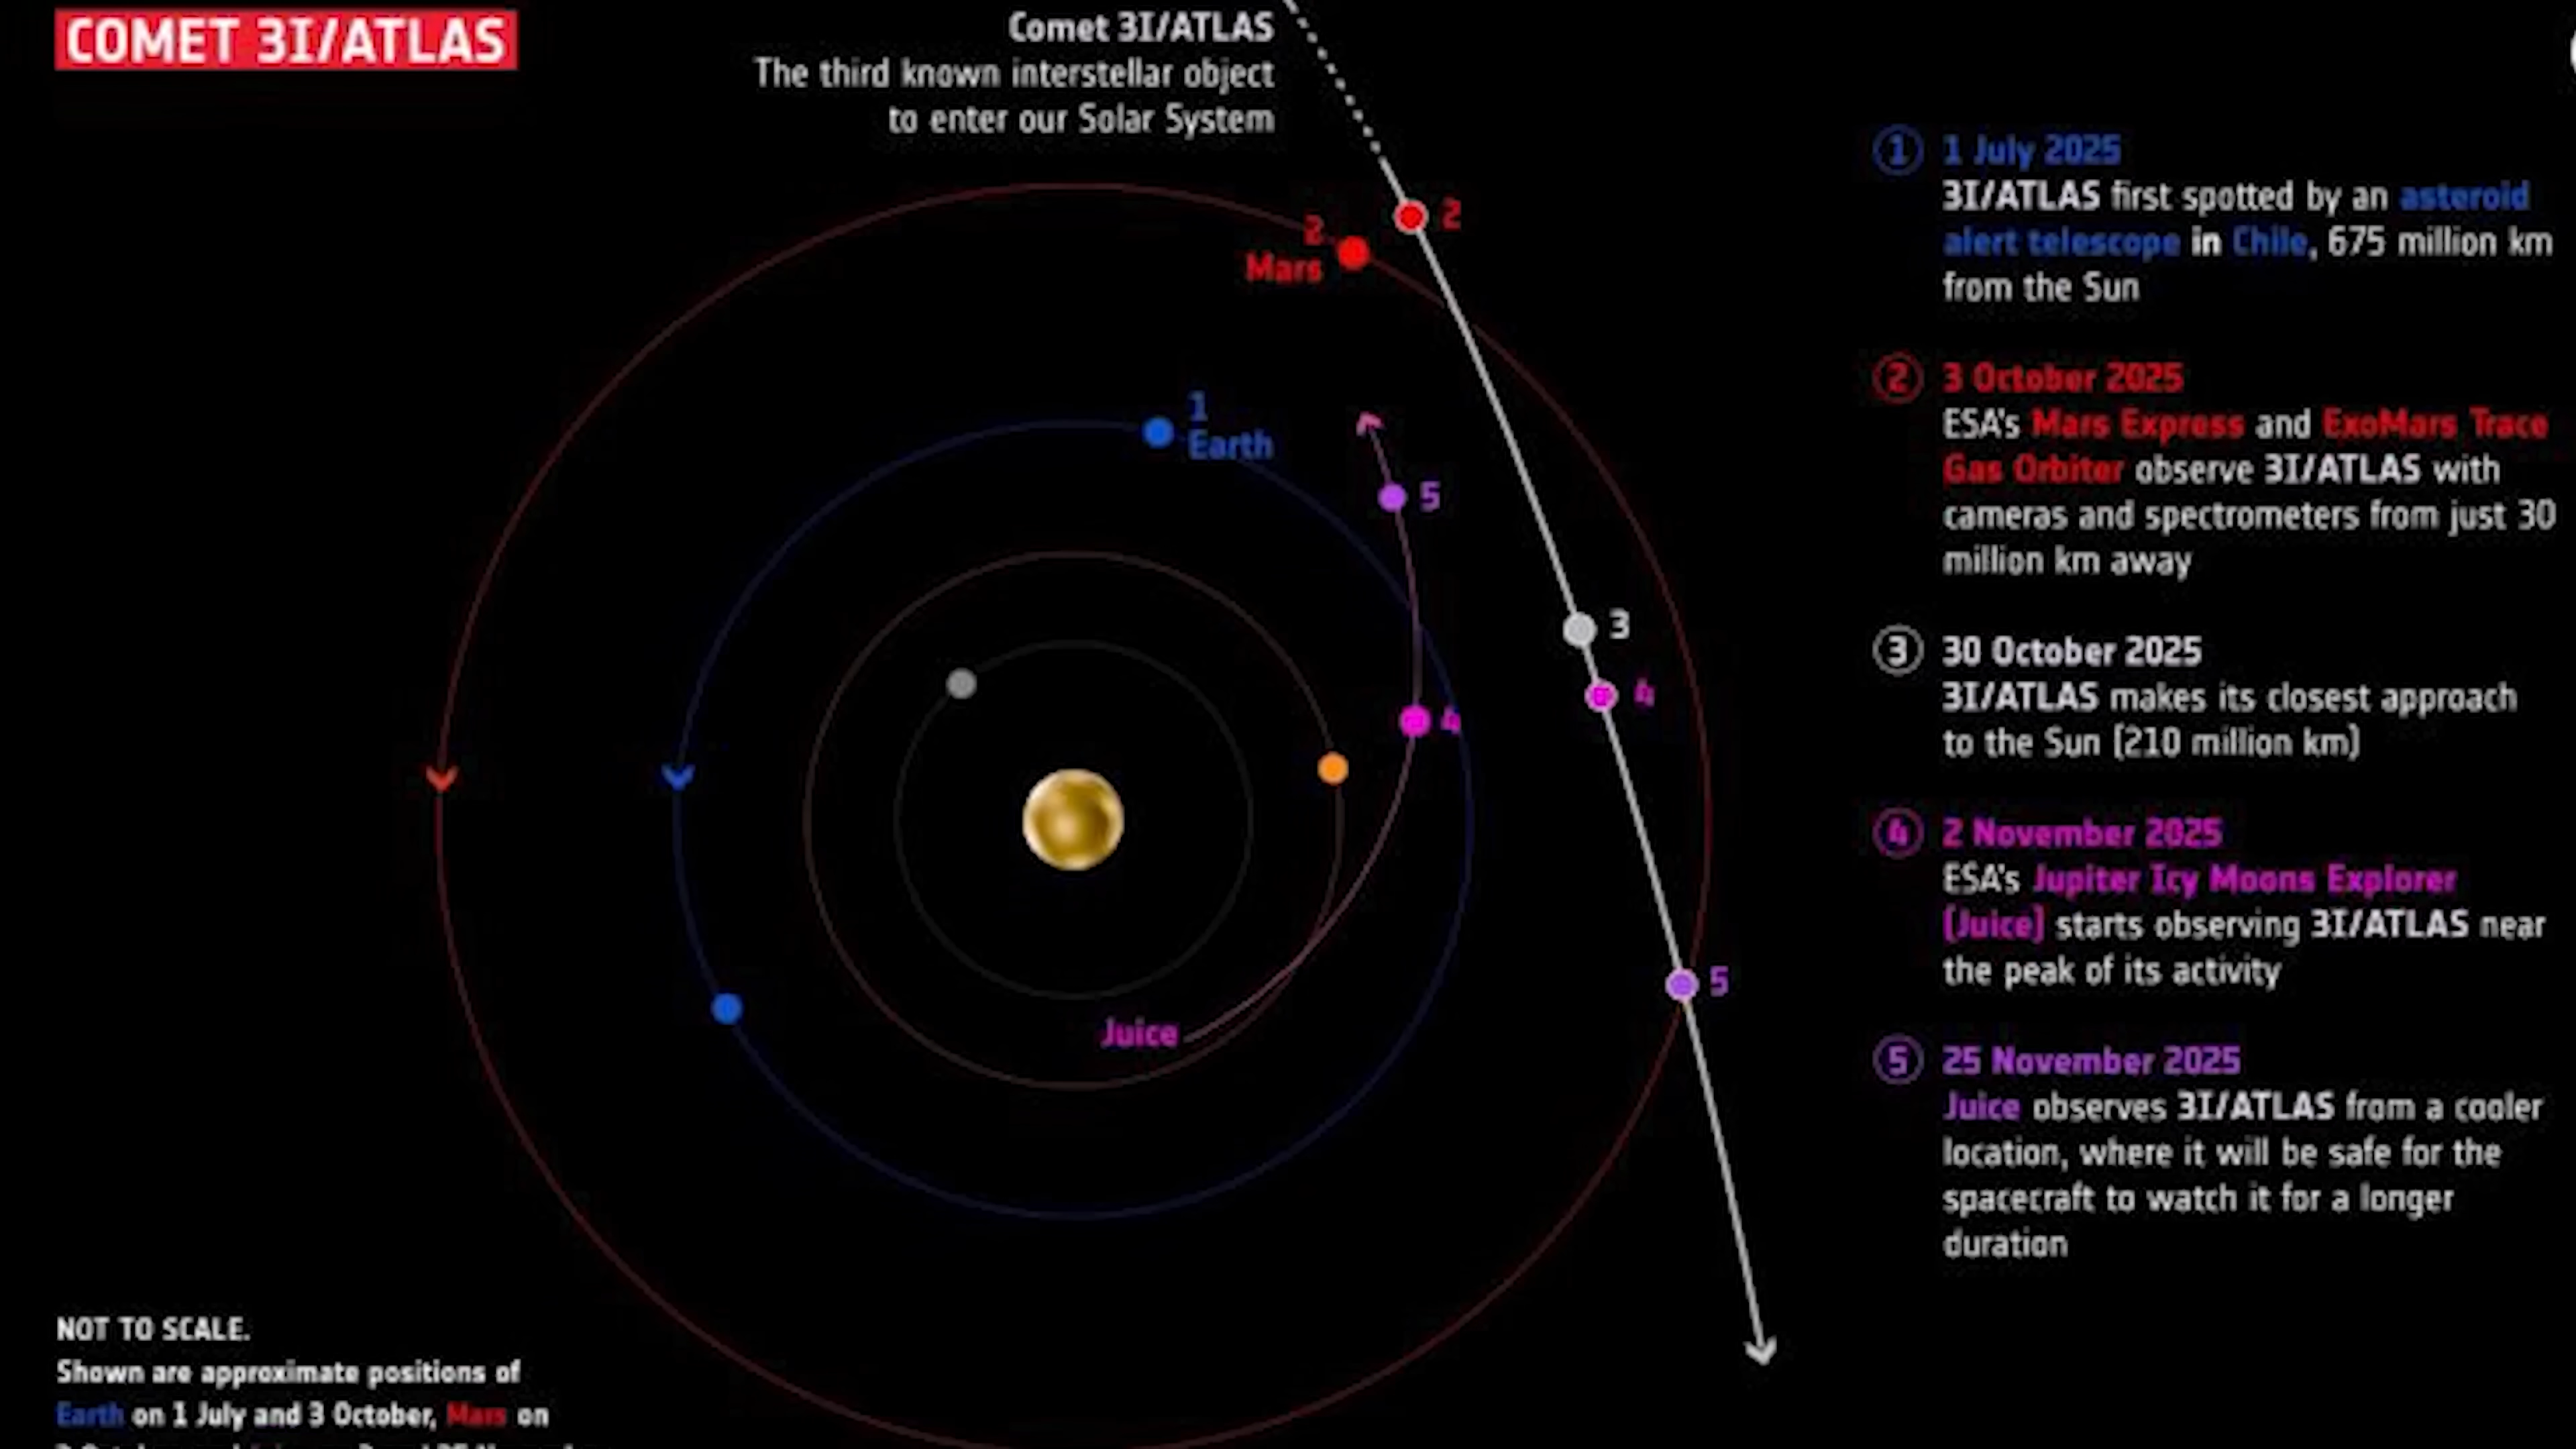 COMET 3I/ATLAS
Comet 3I/ATLAS
The third known interstellar object
to enter our Solar System
2
2
Mars
1
Earth
5
3
4
4
5
Juice
1 1 July 2025
3I/ATLAS first spotted by an asteroid
alert telescope in Chile, 675 million km
from the Sun
2 3 October 2025
ESA's Mars Express and ExoMars Trace
Gas Orbiter observe 3I/ATLAS with
cameras and spectrometers from just 30
million km away
3 30 October 2025
3I/ATLAS makes its closest approach
to the Sun (210 million km)
4 2 November 2025
ESA's Jupiter Icy Moons Explorer
(Juice) starts observing 3I/ATLAS near
the peak of its activity
5 25 November 2025
Juice observes 3I/ATLAS from a cooler
location, where it will be safe for the
spacecraft to watch it for a longer
duration
NOT TO SCALE.
Shown are approximate positions of
Earth on 1 July and 3 October, Mars on